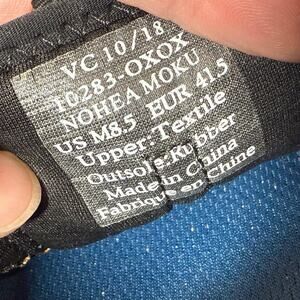 VC 10/18
10283-OXOX
NOHEA MOKU
US M8.5 EUR 41.5
Upper: Textile
Outsole: Rubber
Made in China
Fabriqué en Chine